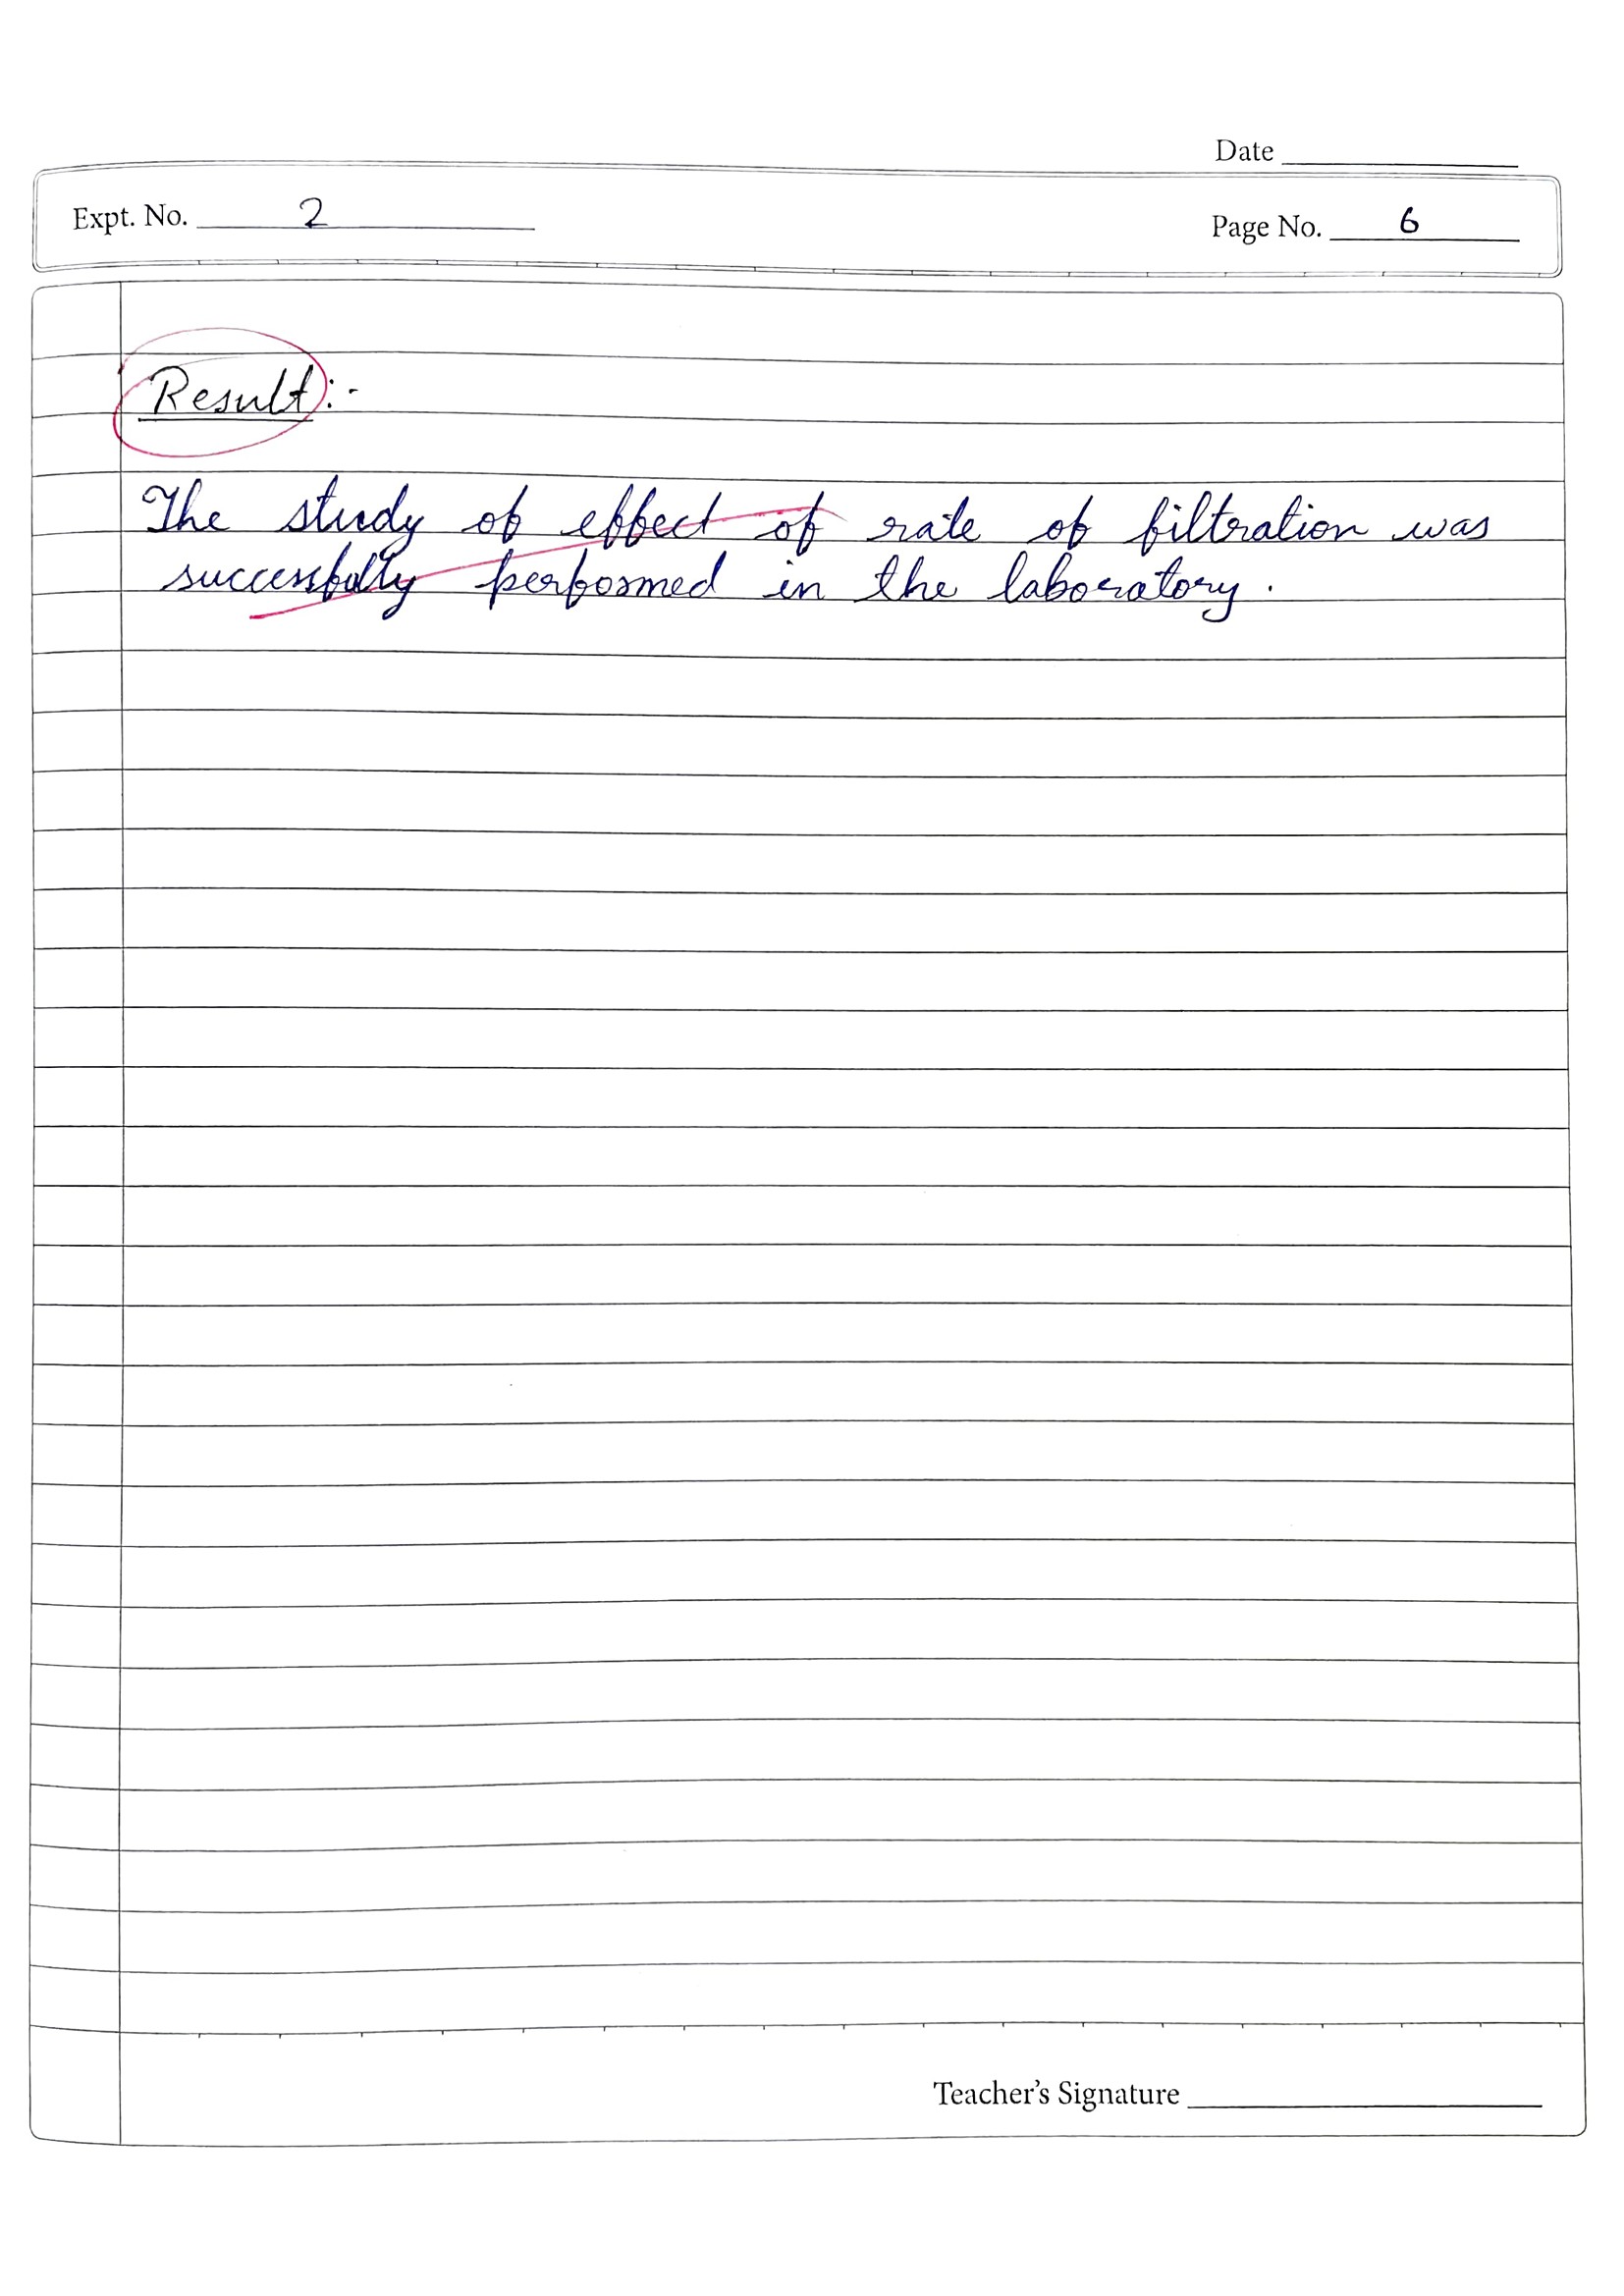 Date
Expt. No. 2
Page No. 6
Result:-
The study of effect of rate of filtration was
successfully performed in the laboratory.
Teacher's Signature